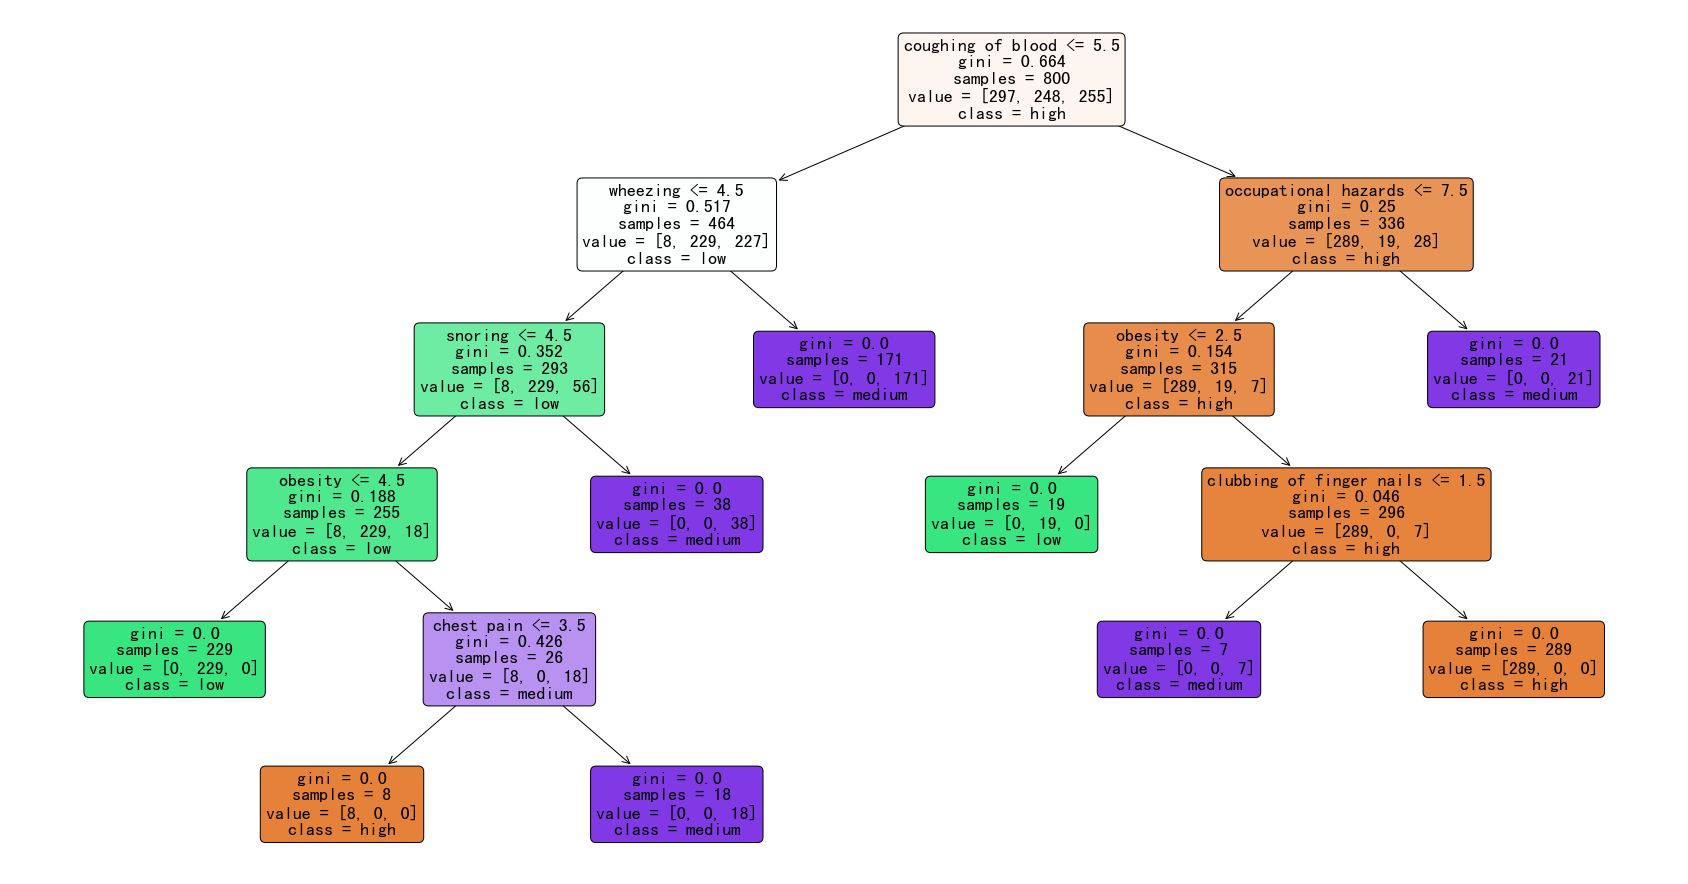 coughing of blood <= 5.5
gini = 0.664
samples = 800
value = [297, 248, 255]
class = high
wheezing <= 4.5
gini = 0.517
samples = 464
value = [8, 229, 227]
class = low
occupational hazards <= 7.5
gini = 0.25
samples = 336
value = [289, 19, 28]
class = high
snoring <= 4.5
gini = 0.352
samples = 293
value = [8, 229, 56]
class = low
gini = 0.0
samples = 171
value = [0, 0, 171]
class = medium
obesity <= 2.5
gini = 0.154
samples = 315
value = [289, 19, 7]
class = high
gini = 0.0
samples = 21
value = [0, 0, 21]
class = medium
obesity <= 4.5
gini = 0.188
samples = 255
value = [8, 229, 18]
class = low
gini = 0.0
samples = 38
value = [0, 0, 38]
class = medium
gini = 0.0
samples = 19
value = [0, 19, 0]
class = low
clubbing of finger nails <= 1.5
gini = 0.046
samples = 296
value = [289, 0, 7]
class = high
gini = 0.0
samples = 229
value = [0, 229, 0]
class = low
chest pain <= 3.5
gini = 0.426
samples = 26
value = [8, 0, 18]
class = medium
gini = 0.0
samples = 7
value = [0, 0, 7]
class = medium
gini = 0.0
samples = 289
value = [289, 0, 0]
class = high
gini = 0.0
samples = 8
value = [8, 0, 0]
class = high
gini = 0.0
samples = 18
value = [0, 0, 18]
class = medium